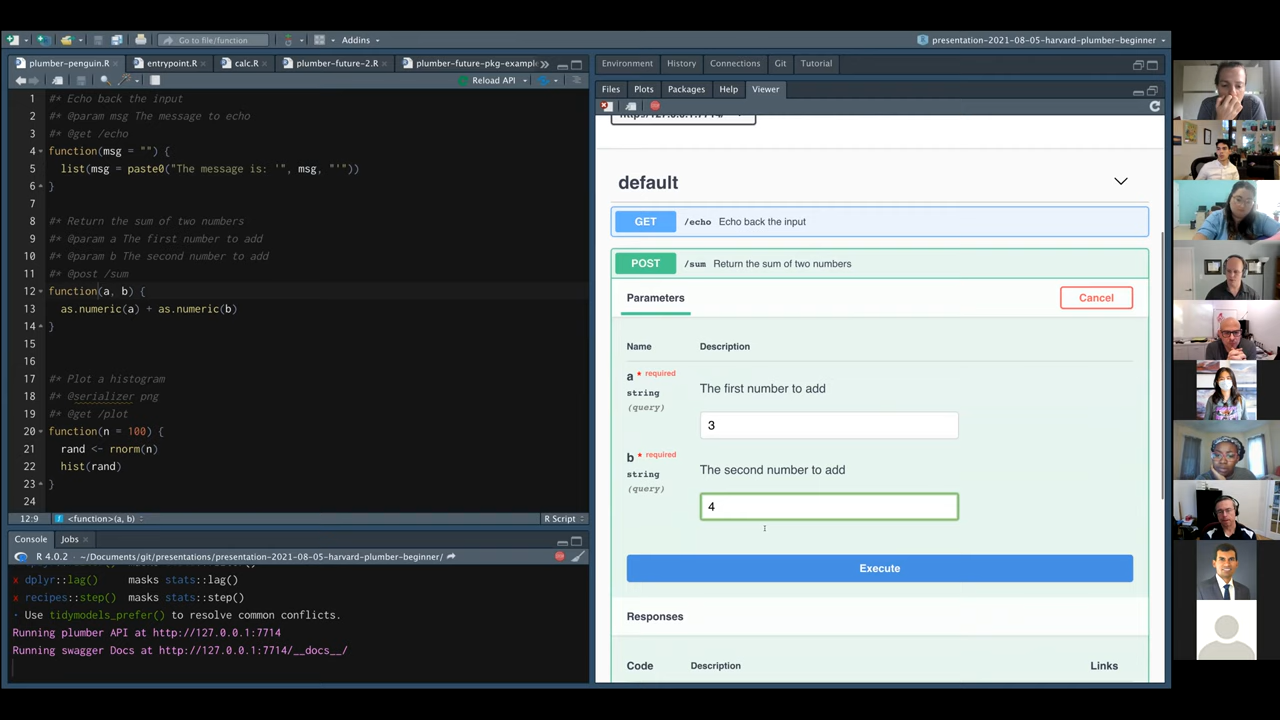 Go to file/function
Addins
presentation-2021-08-05-harvard-plumber-beginner
plumber-penguin.R
entrypoint.R
calc.R
plumber-future-2.R
plumber-future-pkg-example
Reload API
1 #* Echo back the input
2 #* @param msg The message to echo
3 #* @get /echo
4 function(msg = "") {
5 list(msg = paste0("The message is: '", msg, "'"))
6 }
7
8 #* Return the sum of two numbers
9 #* @param a The first number to add
10 #* @param b The second number to add
11 #* @post /sum
12 function(a, b) {
13 as.numeric(a) + as.numeric(b)
14 }
15
16
17 #* Plot a histogram
18 #* @serializer png
19 #* @get /plot
20 function(n = 100) {
21 rand <- rnorm(n)
22 hist(rand)
23 }
24
12:9 <function>(a, b) R Script
Console Jobs
R 4.0.2 · ~/Documents/git/presentations/presentation-2021-08-05-harvard-plumber-beginner/
x dplyr::lag() masks stats::lag()
x recipes::step() masks stats::step()
· Use tidymodels_prefer() to resolve common conflicts.
Running plumber API at http://127.0.0.1:7714
Running swagger Docs at http://127.0.0.1:7714/__docs__/
Environment History Connections Git Tutorial
Files Plots Packages Help Viewer
http://127.0.0.1:7714/
default
GET /echo Echo back the input
POST /sum Return the sum of two numbers
Parameters
Cancel
Name Description
a * required
string
(query)
The first number to add
3
b * required
string
(query)
The second number to add
4
Execute
Responses
Code Description Links